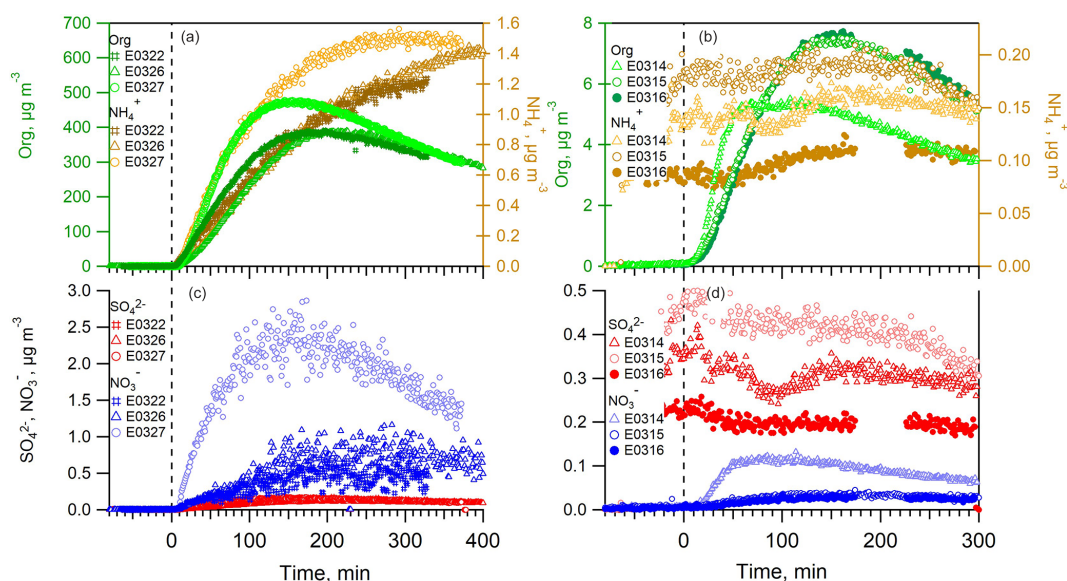 (a)
Org, µg m-3
700
600
500
400
300
200
100
0
Org
E0322
E0326
E0327
NH4+
E0322
E0326
E0327
1.6
1.4
1.2
1.0
0.8
0.6
0.4
0.2
0.0
NH4+, µg m-3
(b)
Org, µg m-3
8
6
4
2
0
Org
E0314
E0315
E0316
NH4+
E0314
E0315
E0316
0.20
0.15
0.10
0.05
0.00
NH4+, µg m-3
(c)
SO42-, NO3-, µg m-3
3.0
2.5
2.0
1.5
1.0
0.5
0.0
SO42-
E0322
E0326
E0327
NO3-
E0322
E0326
E0327
0 100 200 300 400
Time, min
(d)
0.5
0.4
0.3
0.2
0.1
0.0
SO42-
E0314
E0315
E0316
NO3-
E0314
E0315
E0316
0 100 200 300
Time, min